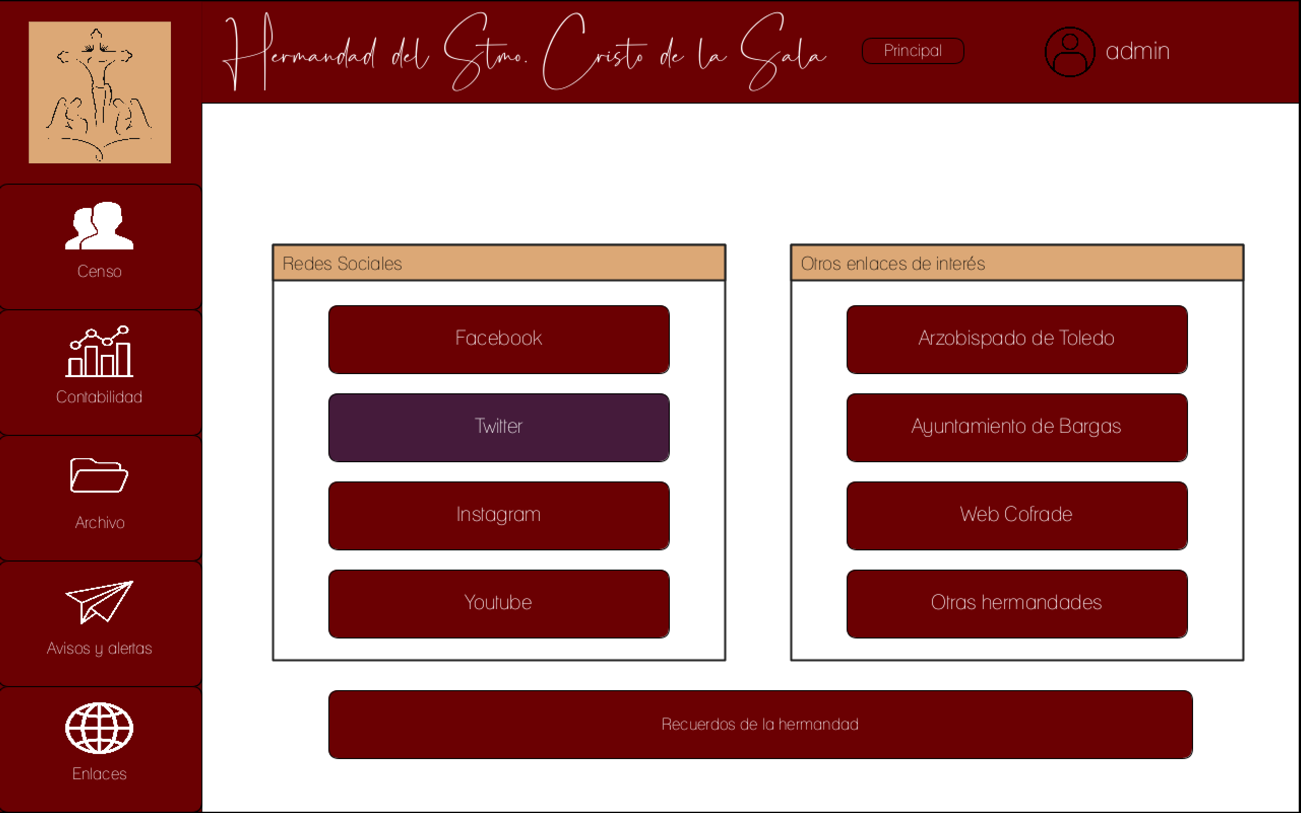 Hermandad del Stmo. Cristo de la Sala
Principal
admin
Censo
Contabilidad
Archivo
Avisos y alertas
Enlaces
Redes Sociales
Facebook
Twitter
Instagram
Youtube
Otros enlaces de interés
Arzobispado de Toledo
Ayuntamiento de Bargas
Web Cofrade
Otras hermandades
Recuerdos de la hermandad